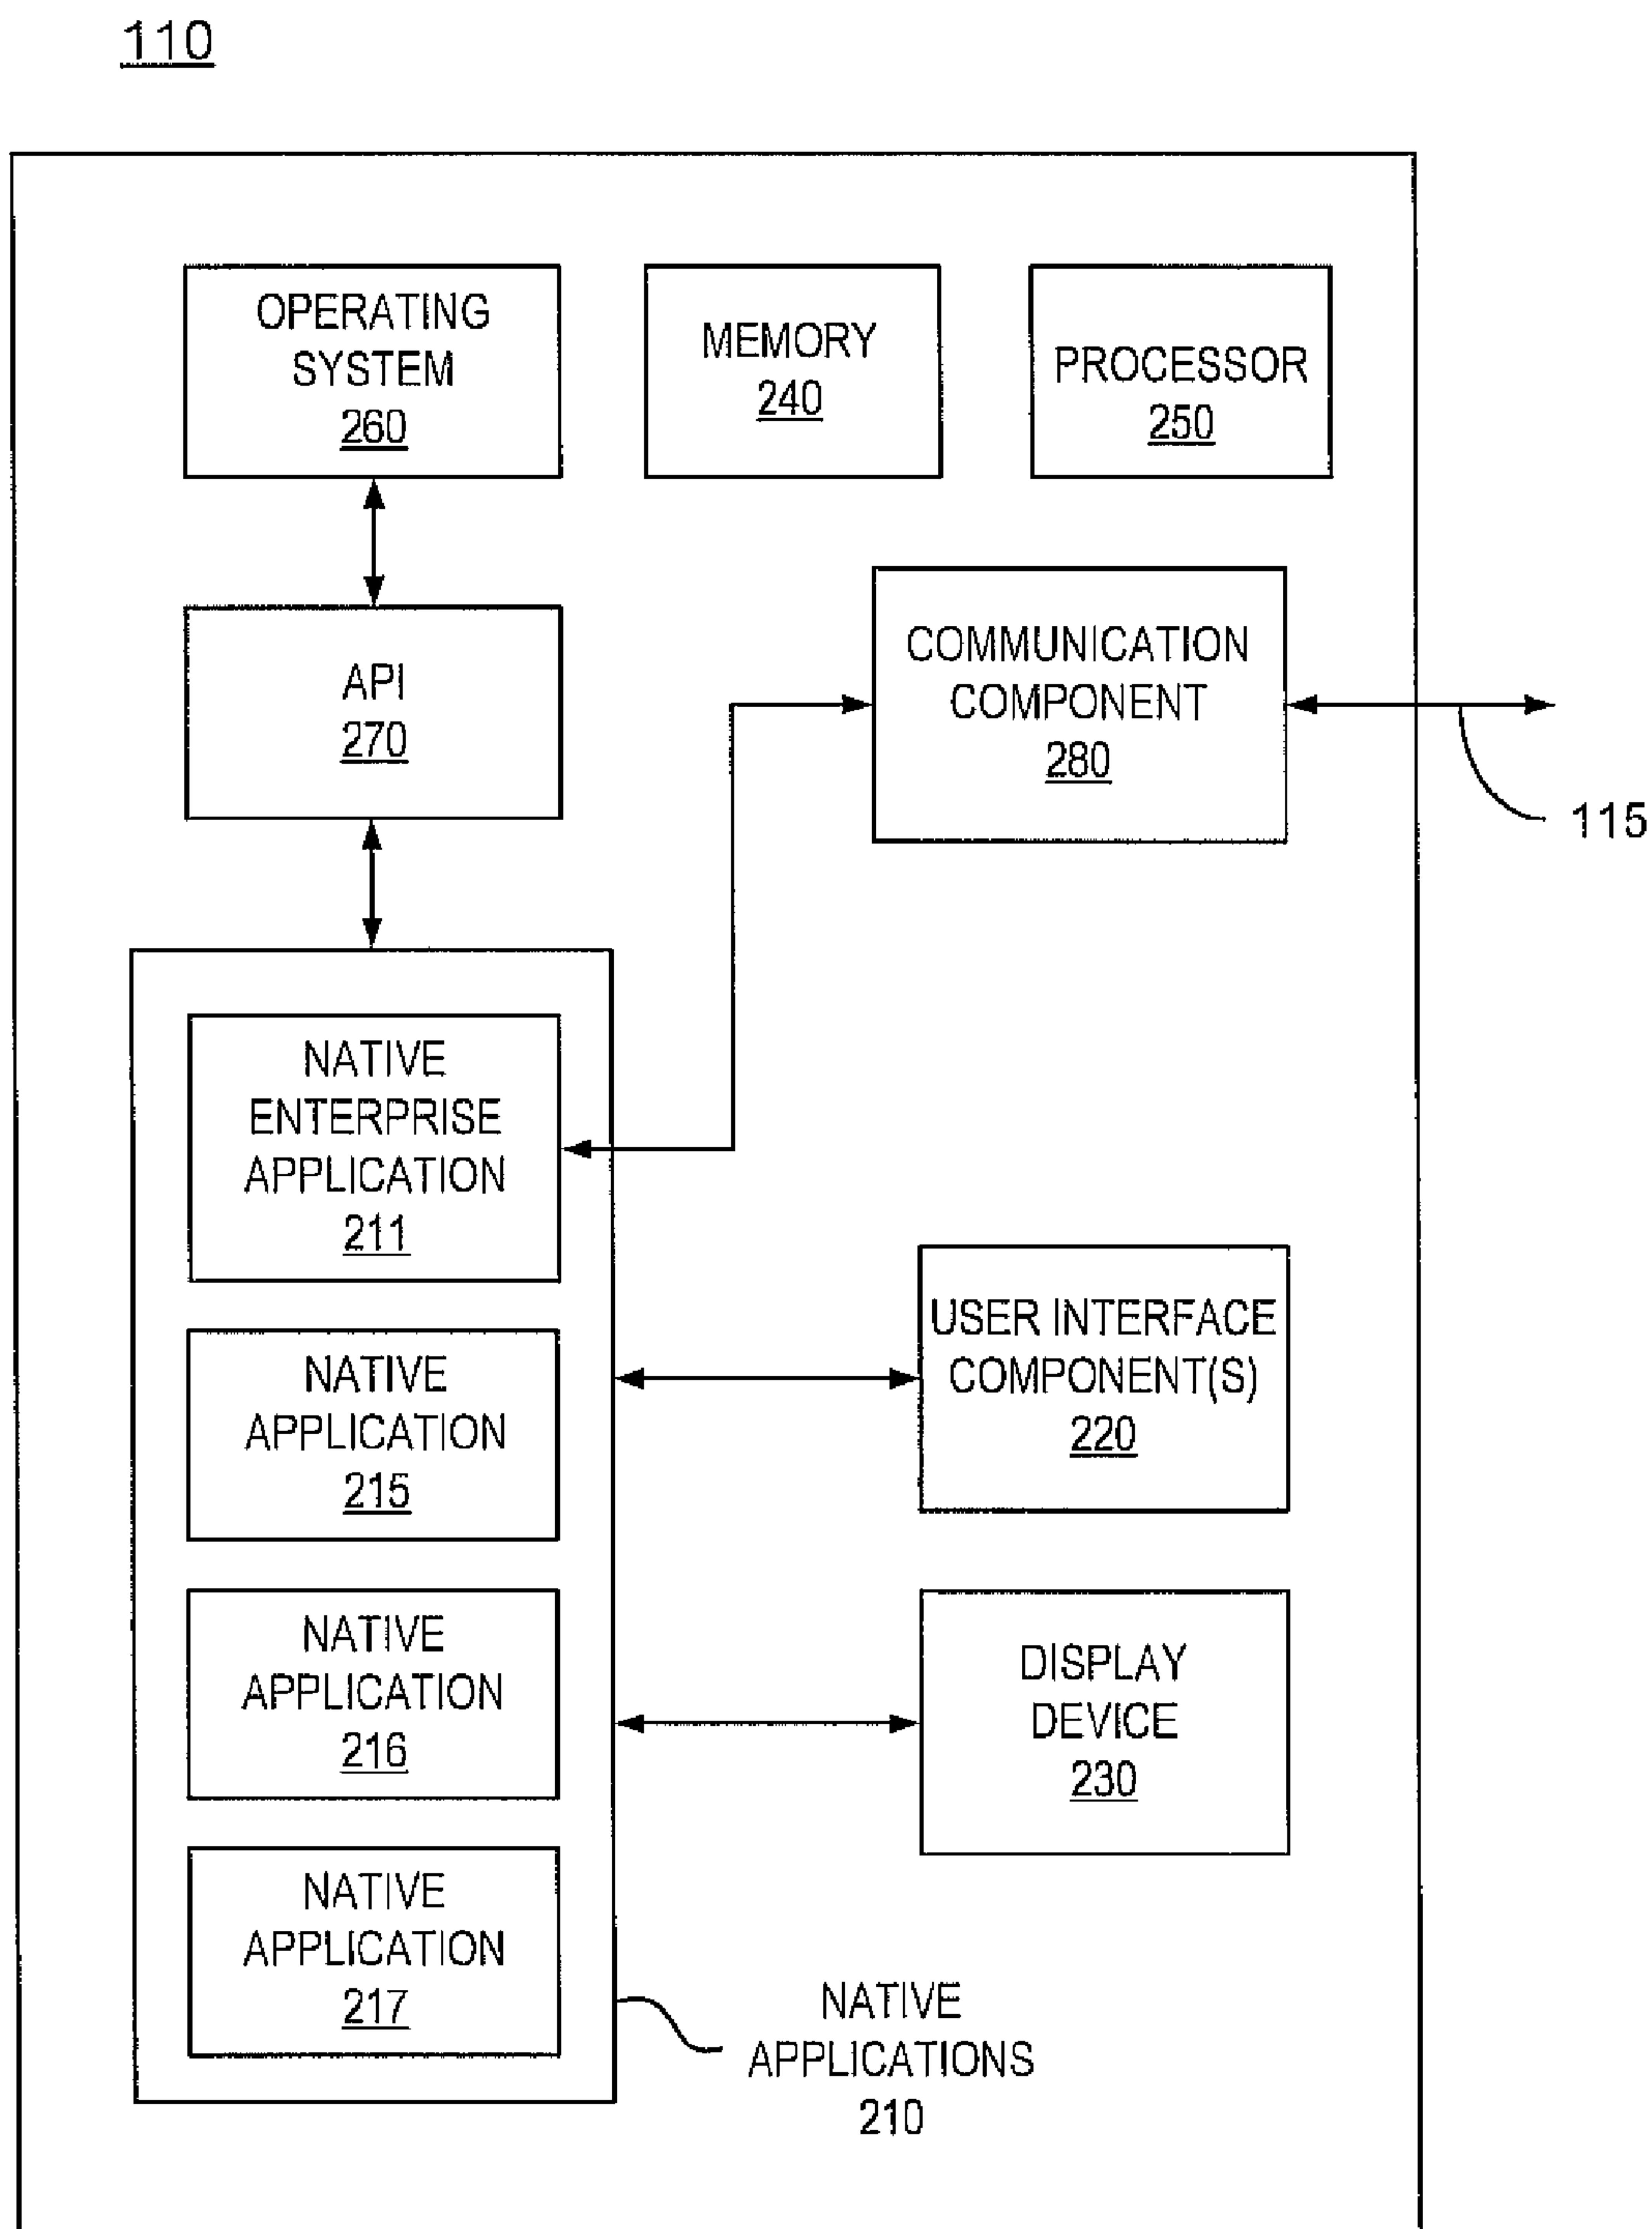 110
OPERATING
SYSTEM
260
MEMORY
240
PROCESSOR
250
API
270
COMMUNICATION
COMPONENT
280
115
NATIVE
ENTERPRISE
APPLICATION
211
NATIVE
APPLICATION
215
USER INTERFACE
COMPONENT(S)
220
NATIVE
APPLICATION
216
DISPLAY
DEVICE
230
NATIVE
APPLICATION
217
NATIVE
APPLICATIONS
210